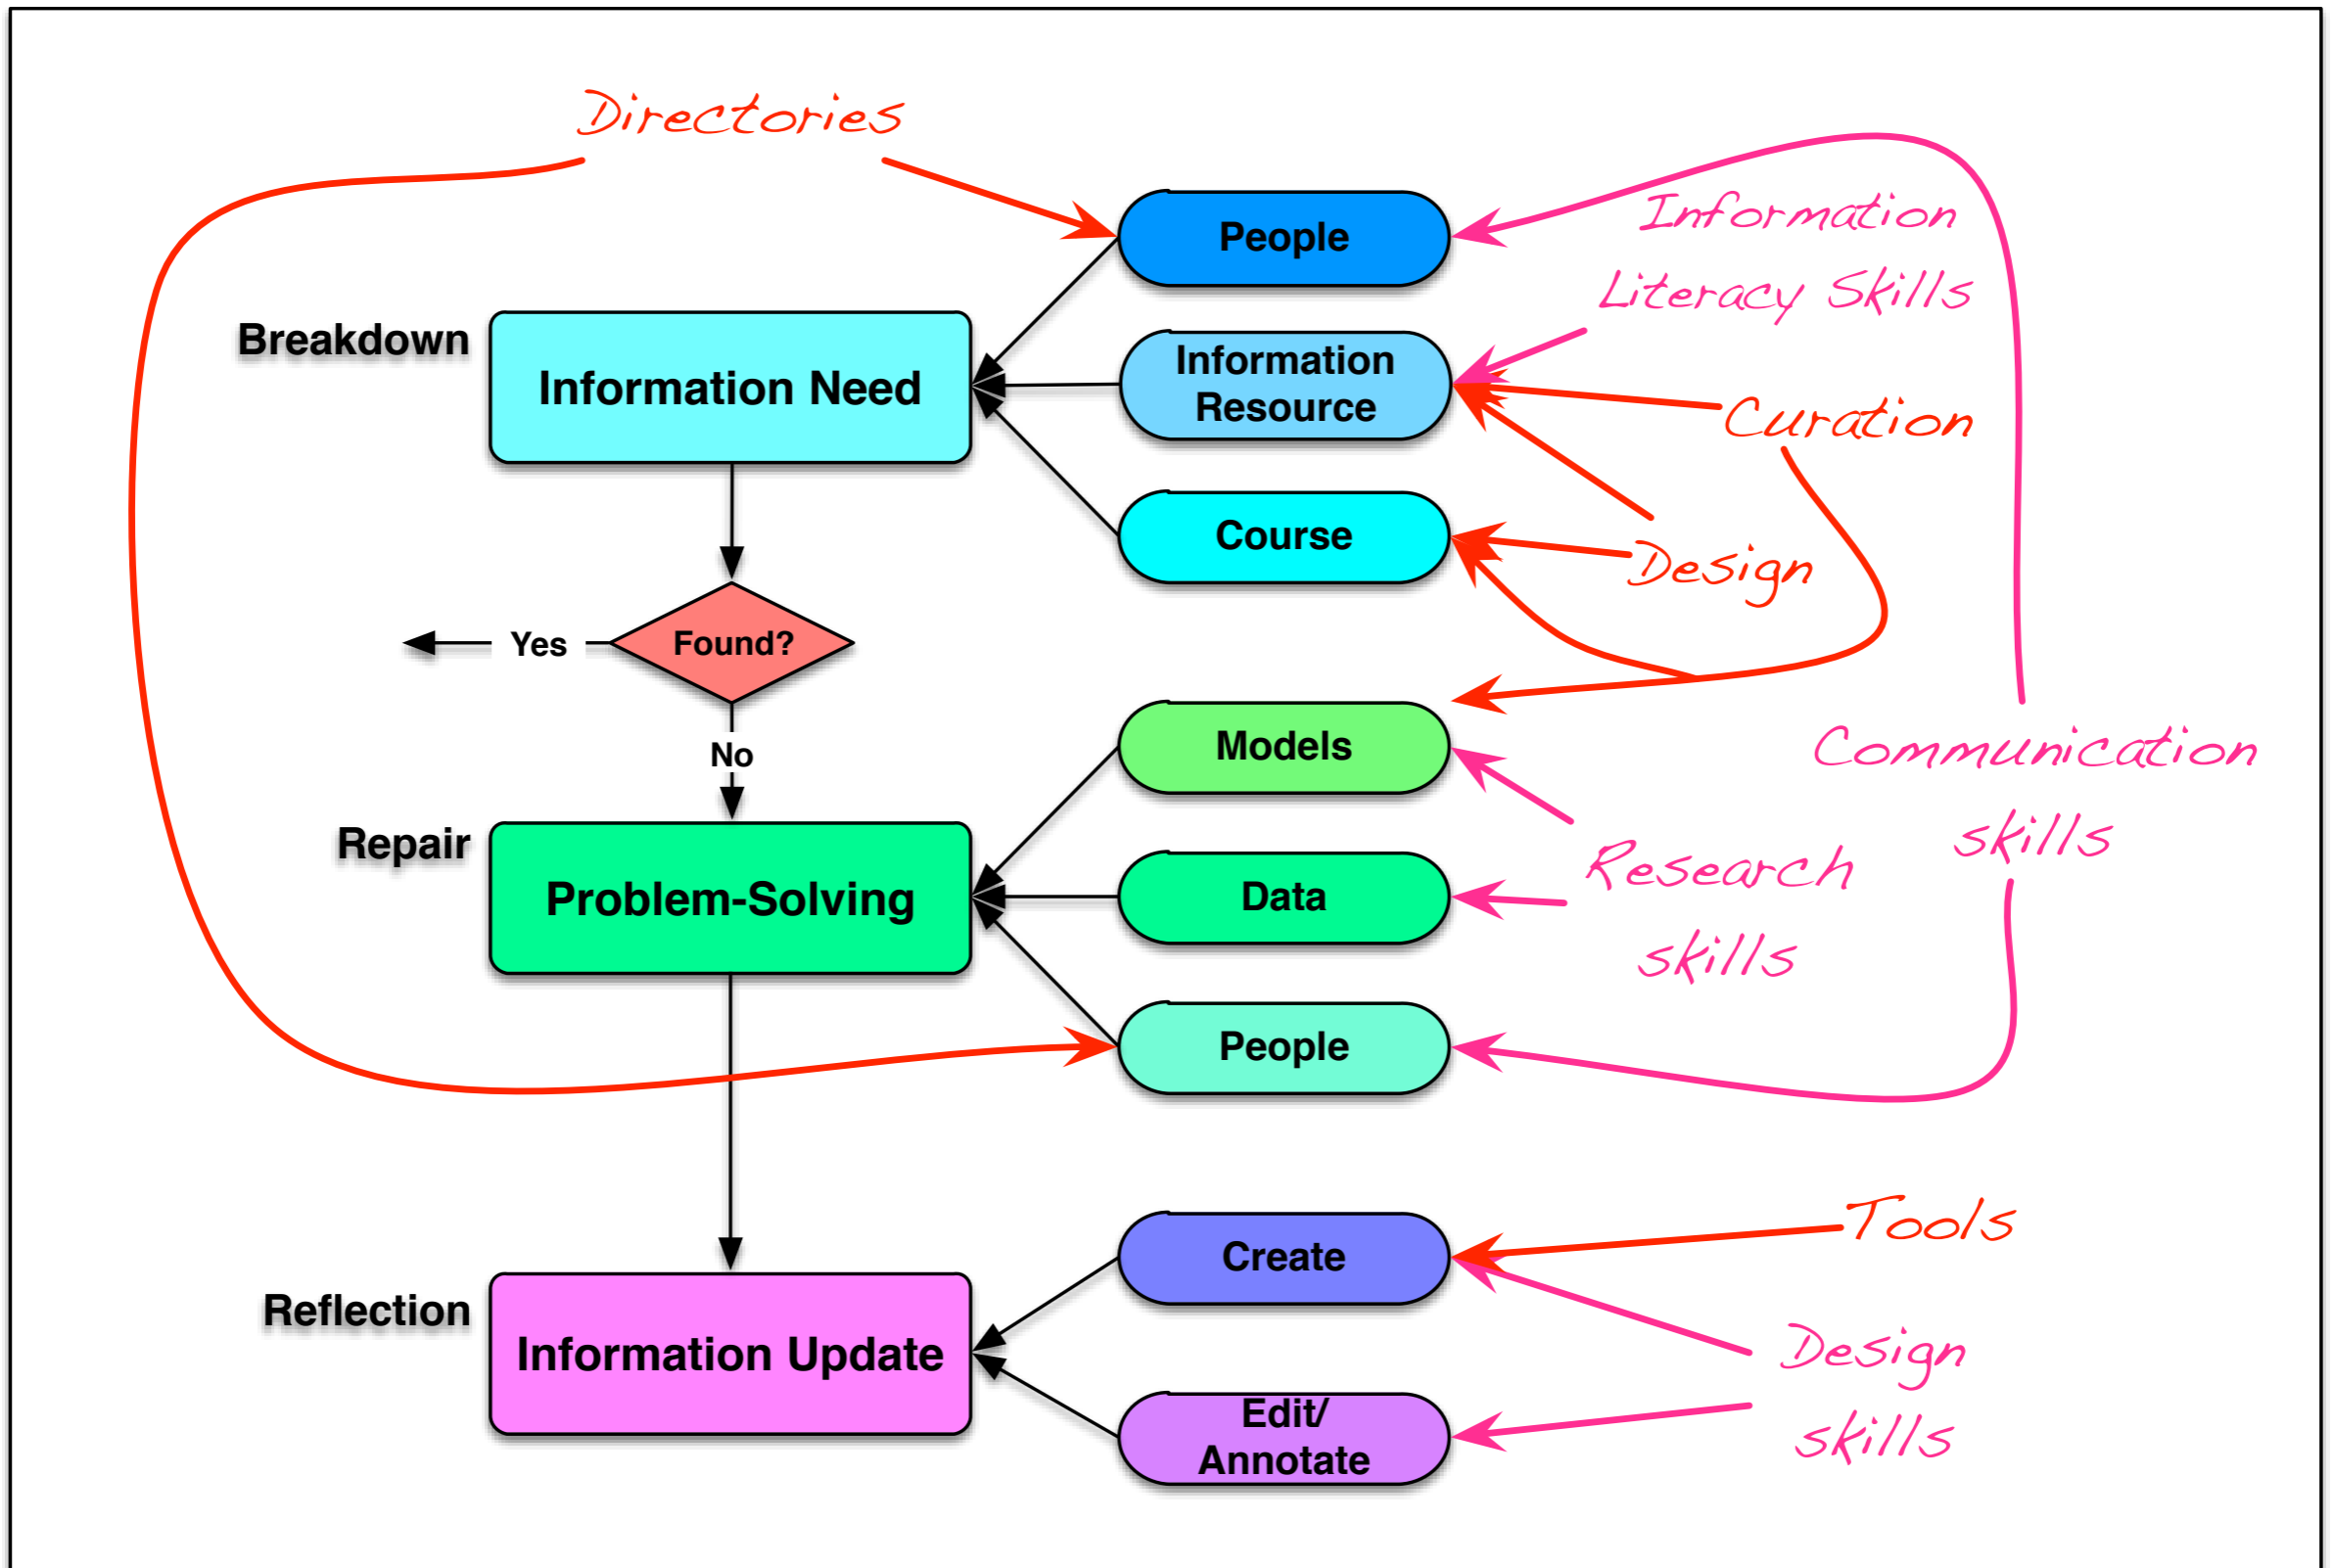 Directories
People
Information
Literacy Skills
Breakdown
Information Need
Information
Resource
Curation
Course
Design
Yes
Found?
No
Models
Communication
skills
Repair
Problem-Solving
Data
Research
skills
People
Create
Tools
Reflection
Information Update
Design
skills
Edit/
Annotate